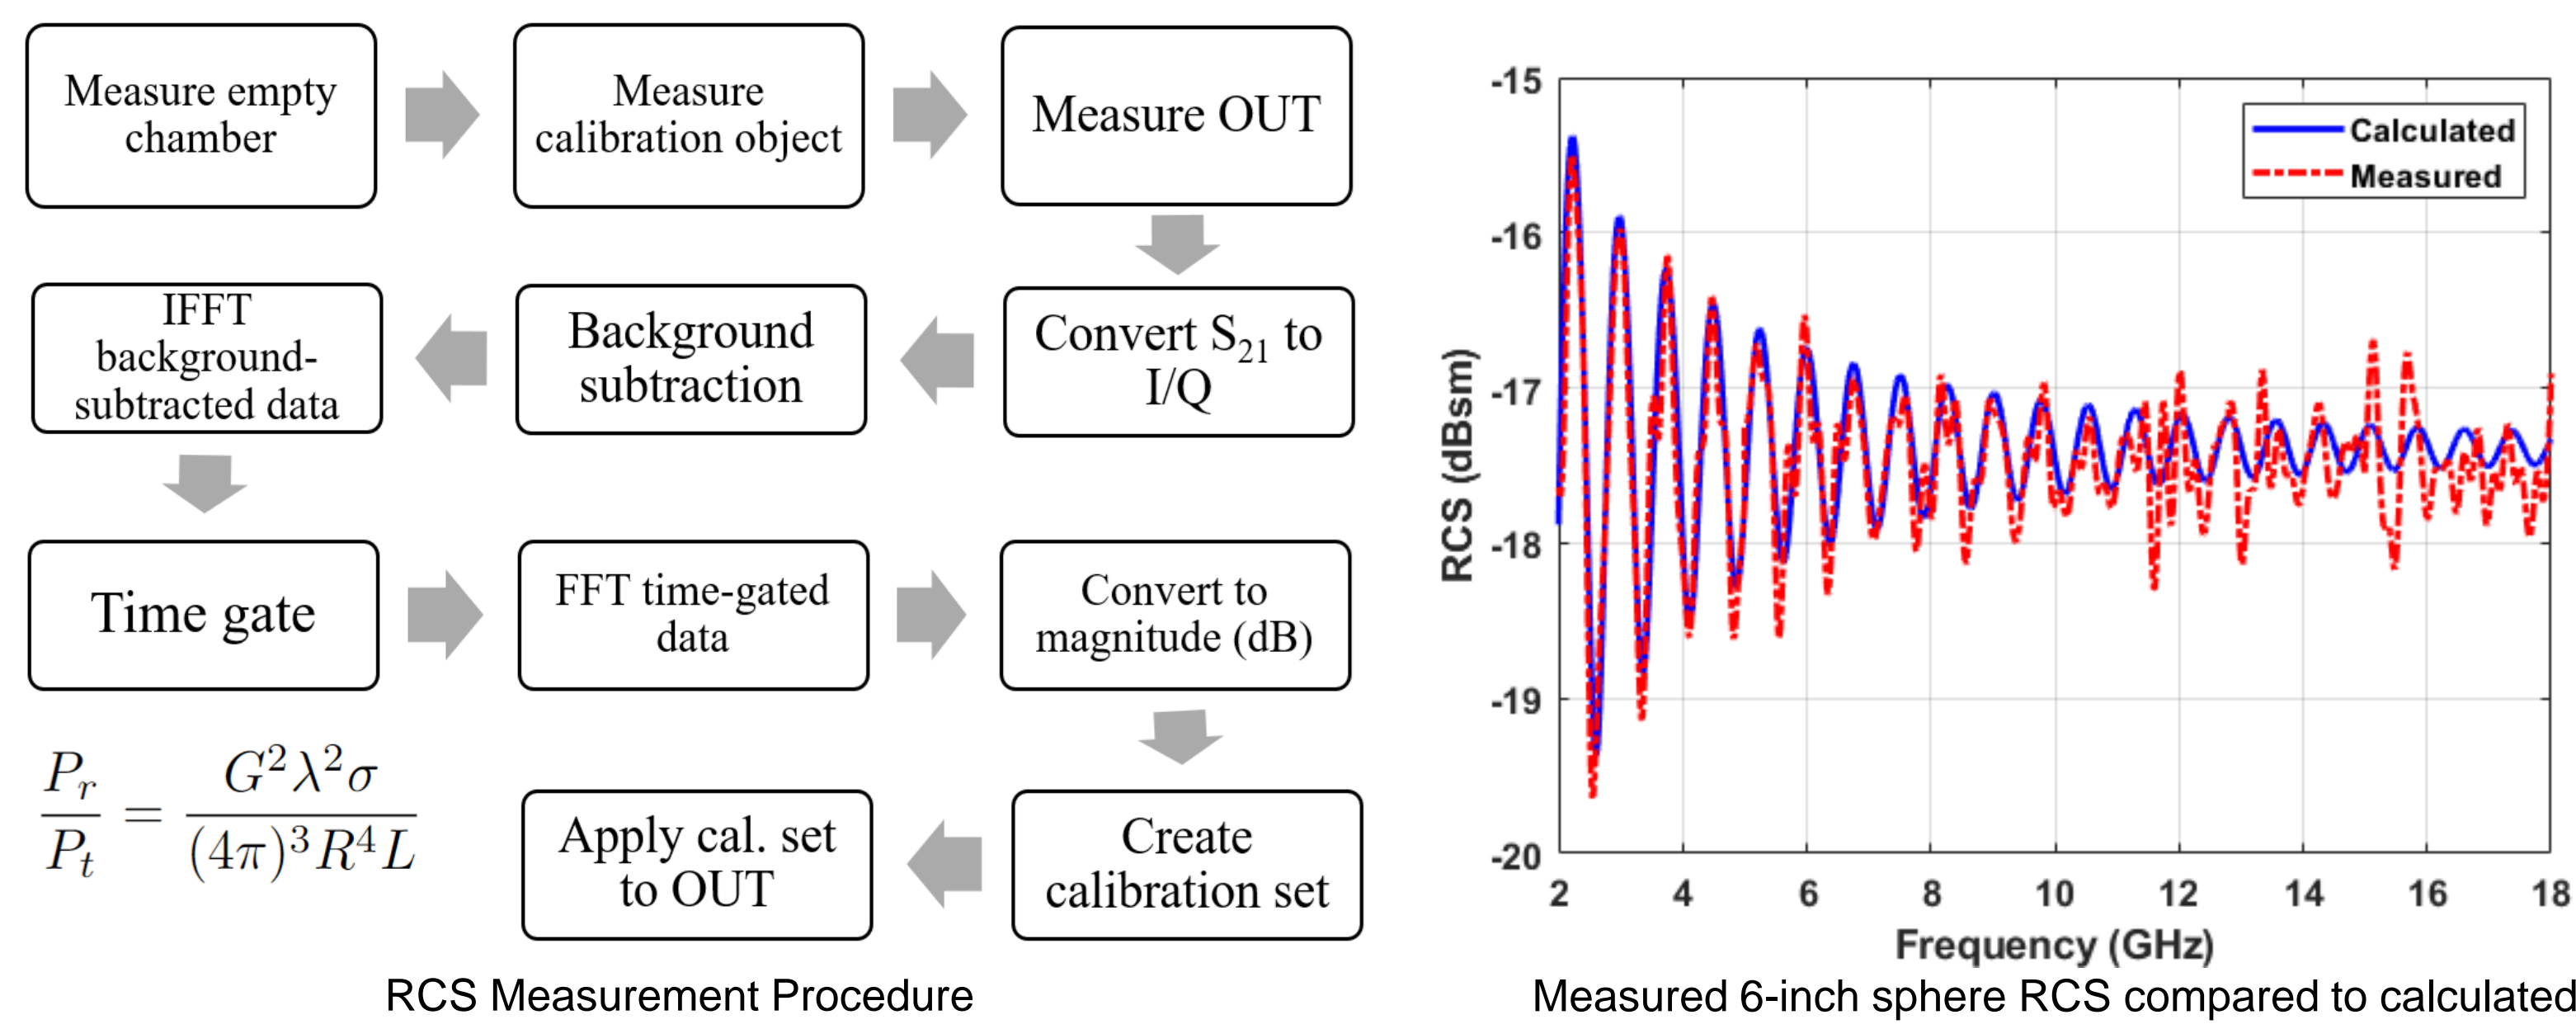 Measure empty
chamber
Measure
calibration object
Measure OUT
Convert S₂₁ to
I/Q
Background
subtraction
IFFT
background-
subtracted data
Time gate
FFT time-gated
data
Convert to
magnitude (dB)
Create
calibration set
Apply cal. set
to OUT
P_r/P_t = G²λ²σ/((4π)³R⁴L)
RCS Measurement Procedure
-15
-16
-17
-18
-19
-20
RCS (dBsm)
Calculated
Measured
2 4 6 8 10 12 14 16 18
Frequency (GHz)
Measured 6-inch sphere RCS compared to calculated